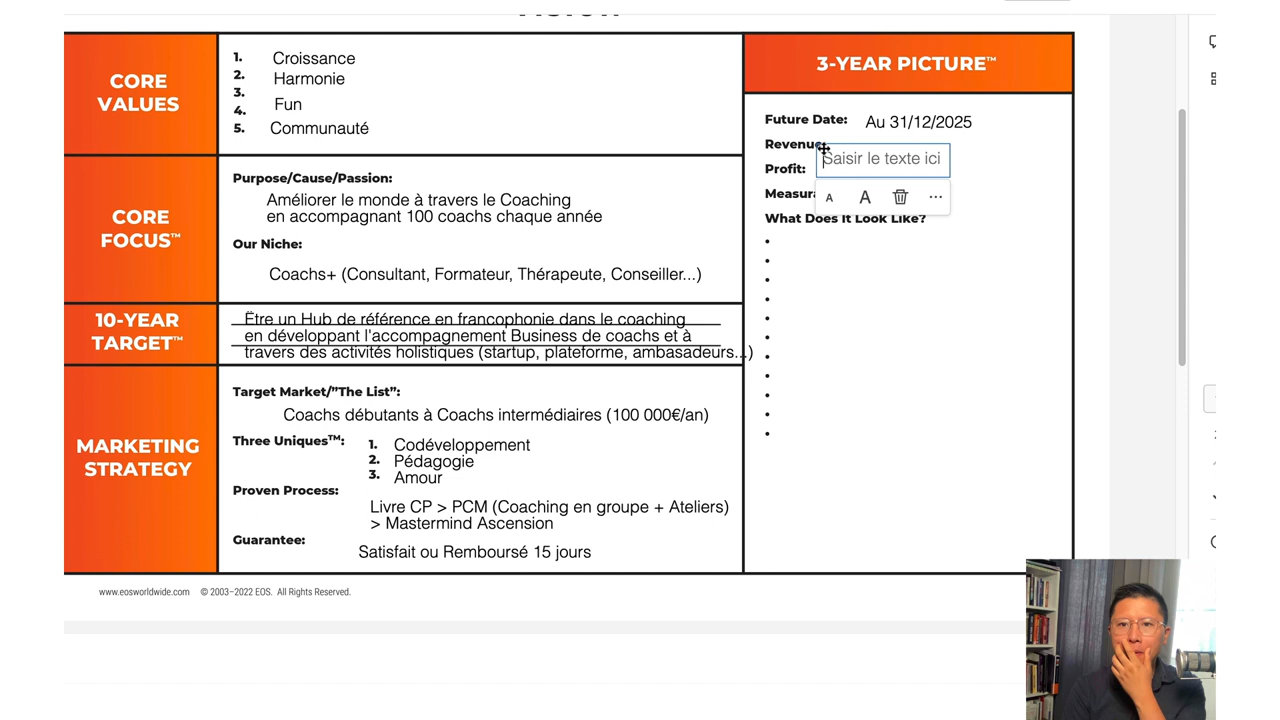 CORE
VALUES
1. Croissance
2. Harmonie
3.
4. Fun
5. Communauté
CORE
FOCUS™
Purpose/Cause/Passion:
Améliorer le monde à travers le Coaching
en accompagnant 100 coachs chaque année
Our Niche:
Coachs+ (Consultant, Formateur, Thérapeute, Conseiller...)
10-YEAR
TARGET™
Être un Hub de référence en francophonie dans le coaching
en développant l'accompagnement Business de coachs et à
travers des activités holistiques (startup, plateforme, ambasadeurs...)
MARKETING
STRATEGY
Target Market/"The List":
Coachs débutants à Coachs intermédiaires (100 000€/an)
Three Uniques™:
1. Codéveloppement
2. Pédagogie
3. Amour
Proven Process:
Livre CP > PCM (Coaching en groupe + Ateliers)
> Mastermind Ascension
Guarantee:
Satisfait ou Remboursé 15 jours
3-YEAR PICTURE™
Future Date: Au 31/12/2025
Revenue:
Saisir le texte ici
Profit:
A A ...
What Does It Look Like?
www.eosworldwide.com © 2003–2022 EOS. All Rights Reserved.